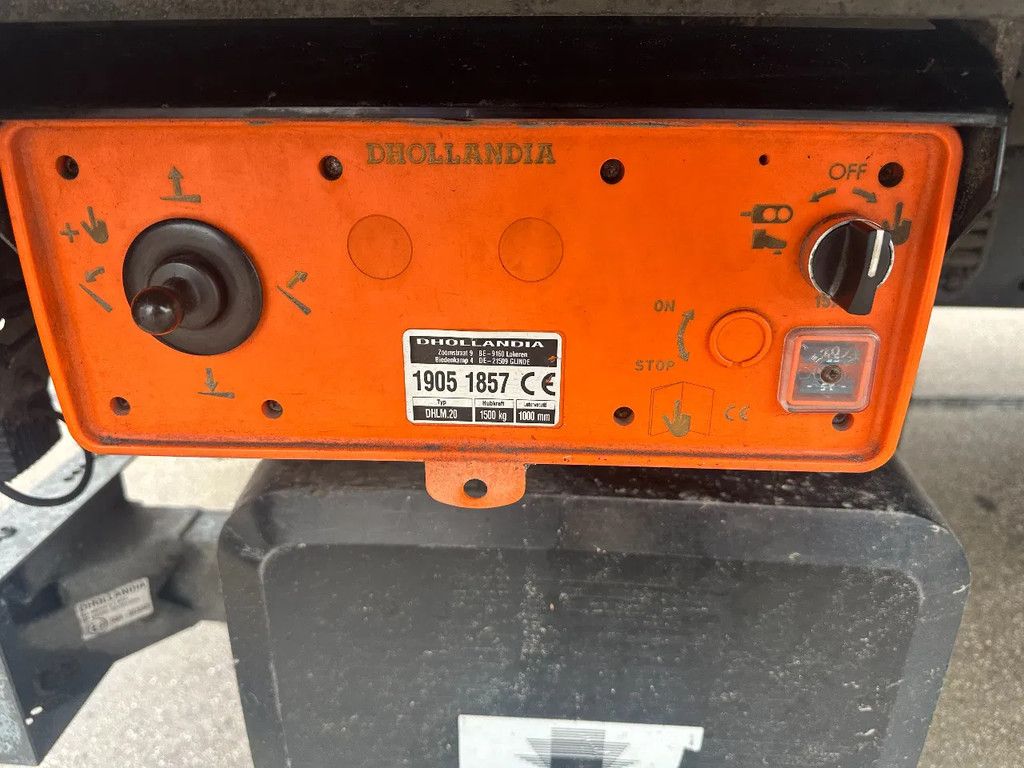 DHOLLANDIA
OFF
ON
STOP
DHOLLANDIA
Zoomstraat 9 BE-9160 Lokeren
Biedenkamp 4 DE-21509 GLINDE
1905 1857 CE
Typ Hubkraft
DHLM.20 1500 kg 1000 mm
CE
DHOLLANDIA